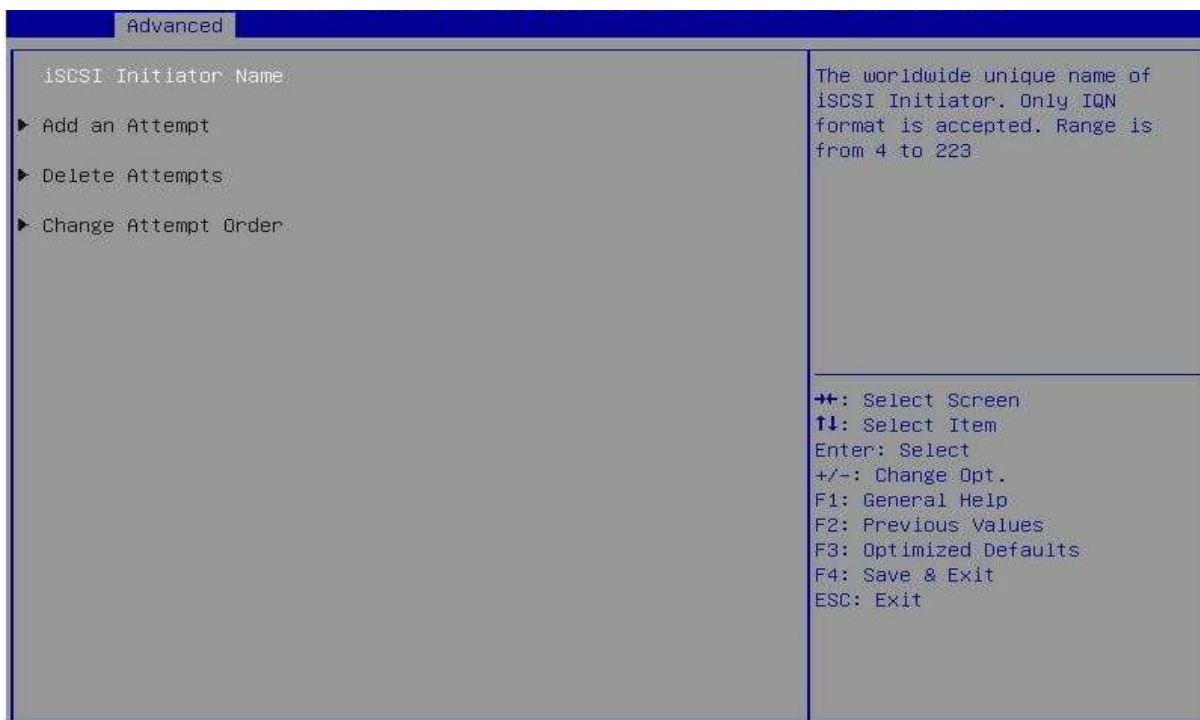 Advanced
iSCSI Initiator Name
▶ Add an Attempt
▶ Delete Attempts
▶ Change Attempt Order
The worldwide unique name of
iSCSI Initiator. Only IQN
format is accepted. Range is
from 4 to 223
→←: Select Screen
↑↓: Select Item
Enter: Select
+/-: Change Opt.
F1: General Help
F2: Previous Values
F3: Optimized Defaults
F4: Save & Exit
ESC: Exit